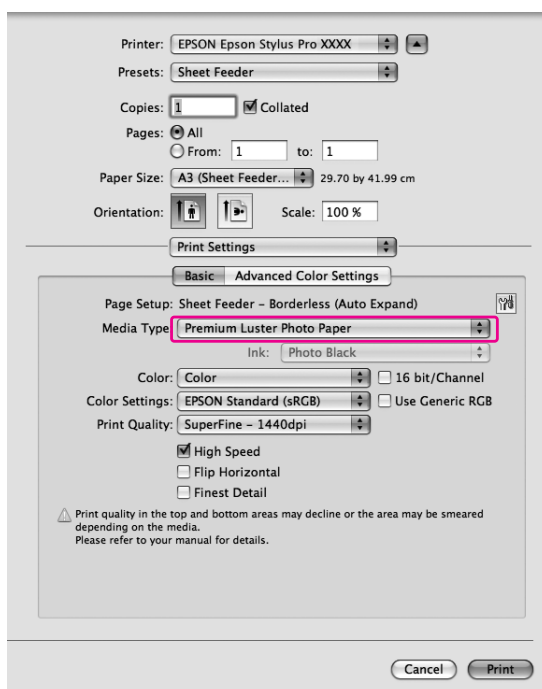 Printer: EPSON Epson Stylus Pro XXXX
Presets: Sheet Feeder
Copies: 1 Collated
Pages: All
From: 1 to: 1
Paper Size: A3 (Sheet Feeder... 29.70 by 41.99 cm
Orientation: Scale: 100 %
Print Settings
Basic Advanced Color Settings
Page Setup: Sheet Feeder – Borderless (Auto Expand)
Media Type Premium Luster Photo Paper
Ink: Photo Black
Color: Color 16 bit/Channel
Color Settings: EPSON Standard (sRGB) Use Generic RGB
Print Quality: SuperFine – 1440dpi
High Speed
Flip Horizontal
Finest Detail
Print quality in the top and bottom areas may decline or the area may be smeared
depending on the media.
Please refer to your manual for details.
Cancel Print